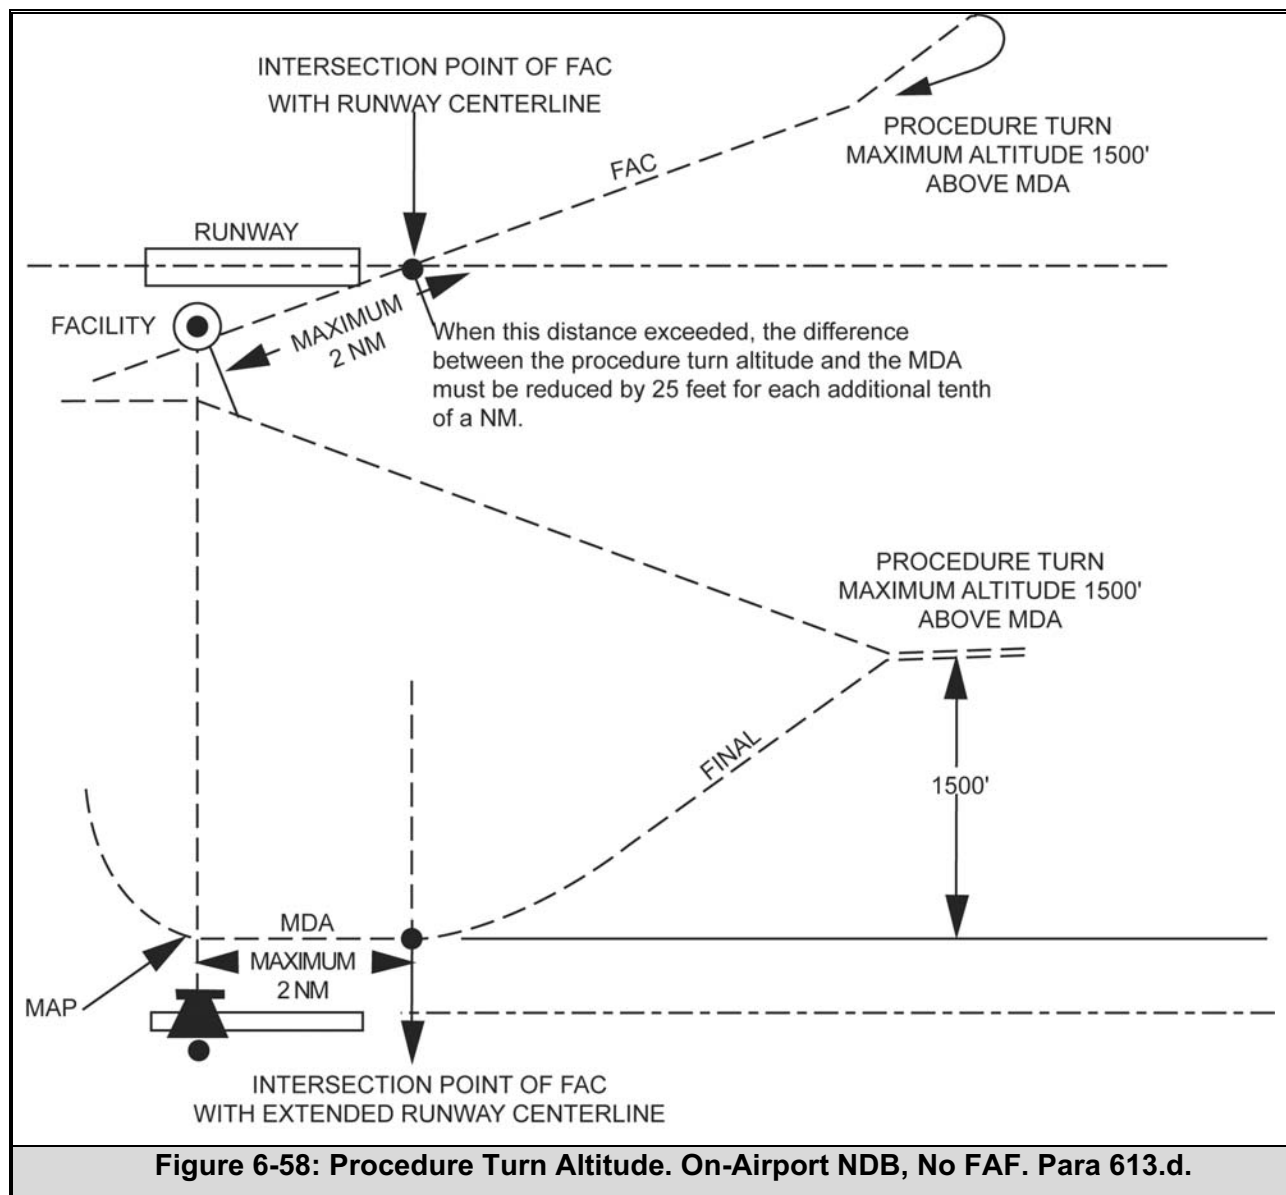 INTERSECTION POINT OF FAC
WITH RUNWAY CENTERLINE
PROCEDURE TURN
MAXIMUM ALTITUDE 1500'
ABOVE MDA
FAC
RUNWAY
FACILITY
MAXIMUM
2 NM
When this distance exceeded, the difference
between the procedure turn altitude and the MDA
must be reduced by 25 feet for each additional tenth
of a NM.
PROCEDURE TURN
MAXIMUM ALTITUDE 1500'
ABOVE MDA
FINAL
1500'
MDA
MAXIMUM
2 NM
MAP
INTERSECTION POINT OF FAC
WITH EXTENDED RUNWAY CENTERLINE
Figure 6-58: Procedure Turn Altitude. On-Airport NDB, No FAF. Para 613.d.